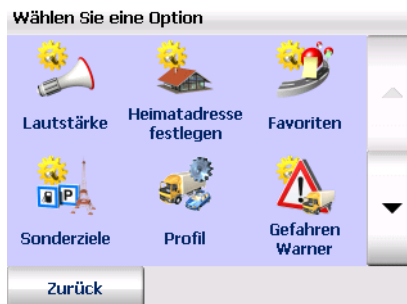 Wählen Sie eine Option
Lautstärke
Heimatadresse
festlegen
Favoriten
P
Sonderziele
Profil
Gefahren
Warner
Zurück